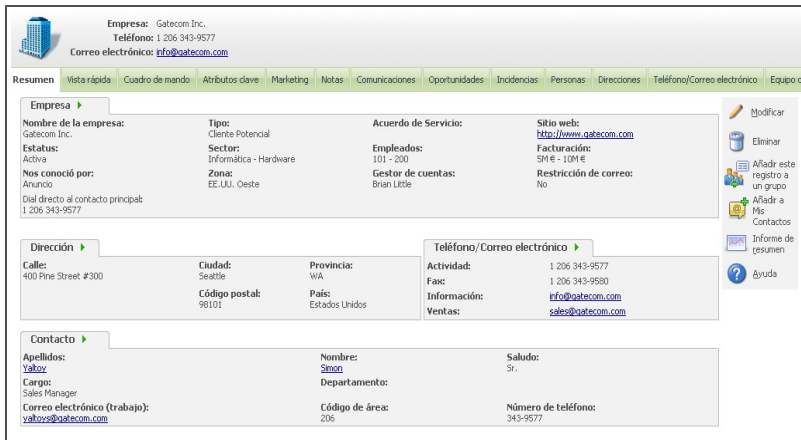 Empresa: Gatecom Inc.
Teléfono: 1 206 343-9577
Correo electrónico: info@gatecom.com
Resumen Vista rápida Cuadro de mando Atributos clave Marketing Notas Comunicaciones Oportunidades Incidencias Personas Direcciones Teléfono/Correo electrónico Equipo
Empresa
Nombre de la empresa: Tipo: Acuerdo de Servicio: Sitio web:
Gatecom Inc. Cliente Potencial http://www.gatecom.com
Estatus: Sector: Empleados: Facturación:
Activa Informática - Hardware 101 - 200 5M € - 10M €
Nos conoció por: Zona: Gestor de cuentas: Restricción de correo:
Anuncio EE.UU. Oeste Brian Little No
Dial directo al contacto principal:
1 206 343-9577
Dirección
Calle: Ciudad: Provincia:
400 Pine Street #300 Seattle WA
Código postal: País:
98101 Estados Unidos
Teléfono/Correo electrónico
Actividad: 1 206 343-9577
Fax: 1 206 343-9580
Información: info@gatecom.com
Ventas: sales@gatecom.com
Contacto
Apellidos: Nombre: Saludo:
Yaltoy Simon Sr.
Cargo: Departamento:
Sales Manager
Correo electrónico (trabajo): Código de área: Número de teléfono:
yaltoys@gatecom.com 206 343-9577
Modificar
Eliminar
Añadir este
registro a
un grupo
Añadir a
Mis
Contactos
Informe de
resumen
Ayuda